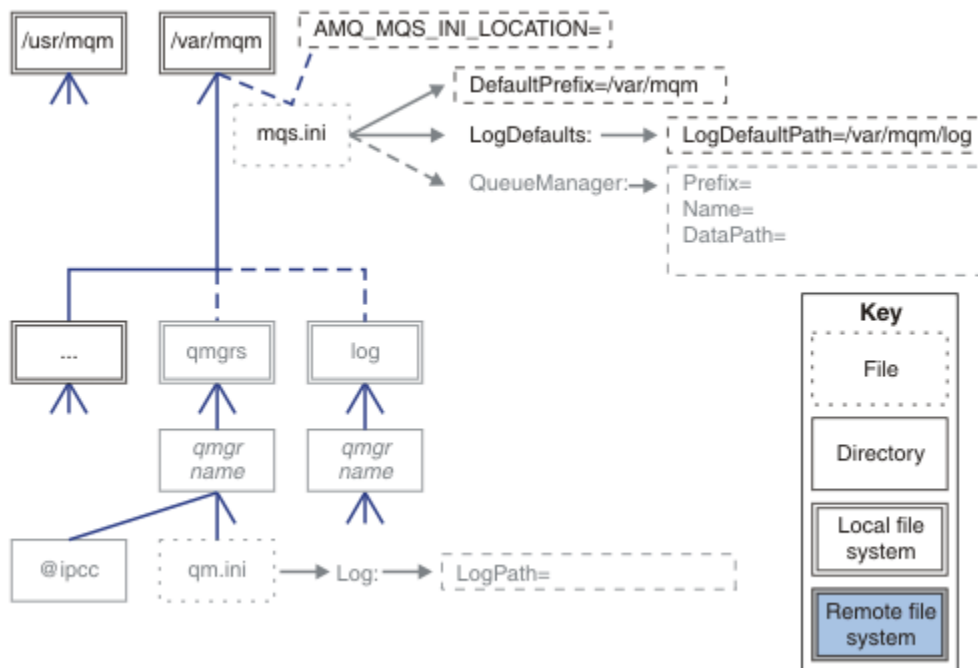 /usr/mqm
/var/mqm
AMQ_MQS_INI_LOCATION=
DefaultPrefix=/var/mqm
mqs.ini
LogDefaults:
LogDefaultPath=/var/mqm/log
QueueManager:
Prefix=
Name=
DataPath=
...
qmgrs
log
qmgr
name
qmgr
name
@ipcc
qm.ini
Log:
LogPath=
Key
File
Directory
Local file
system
Remote file
system